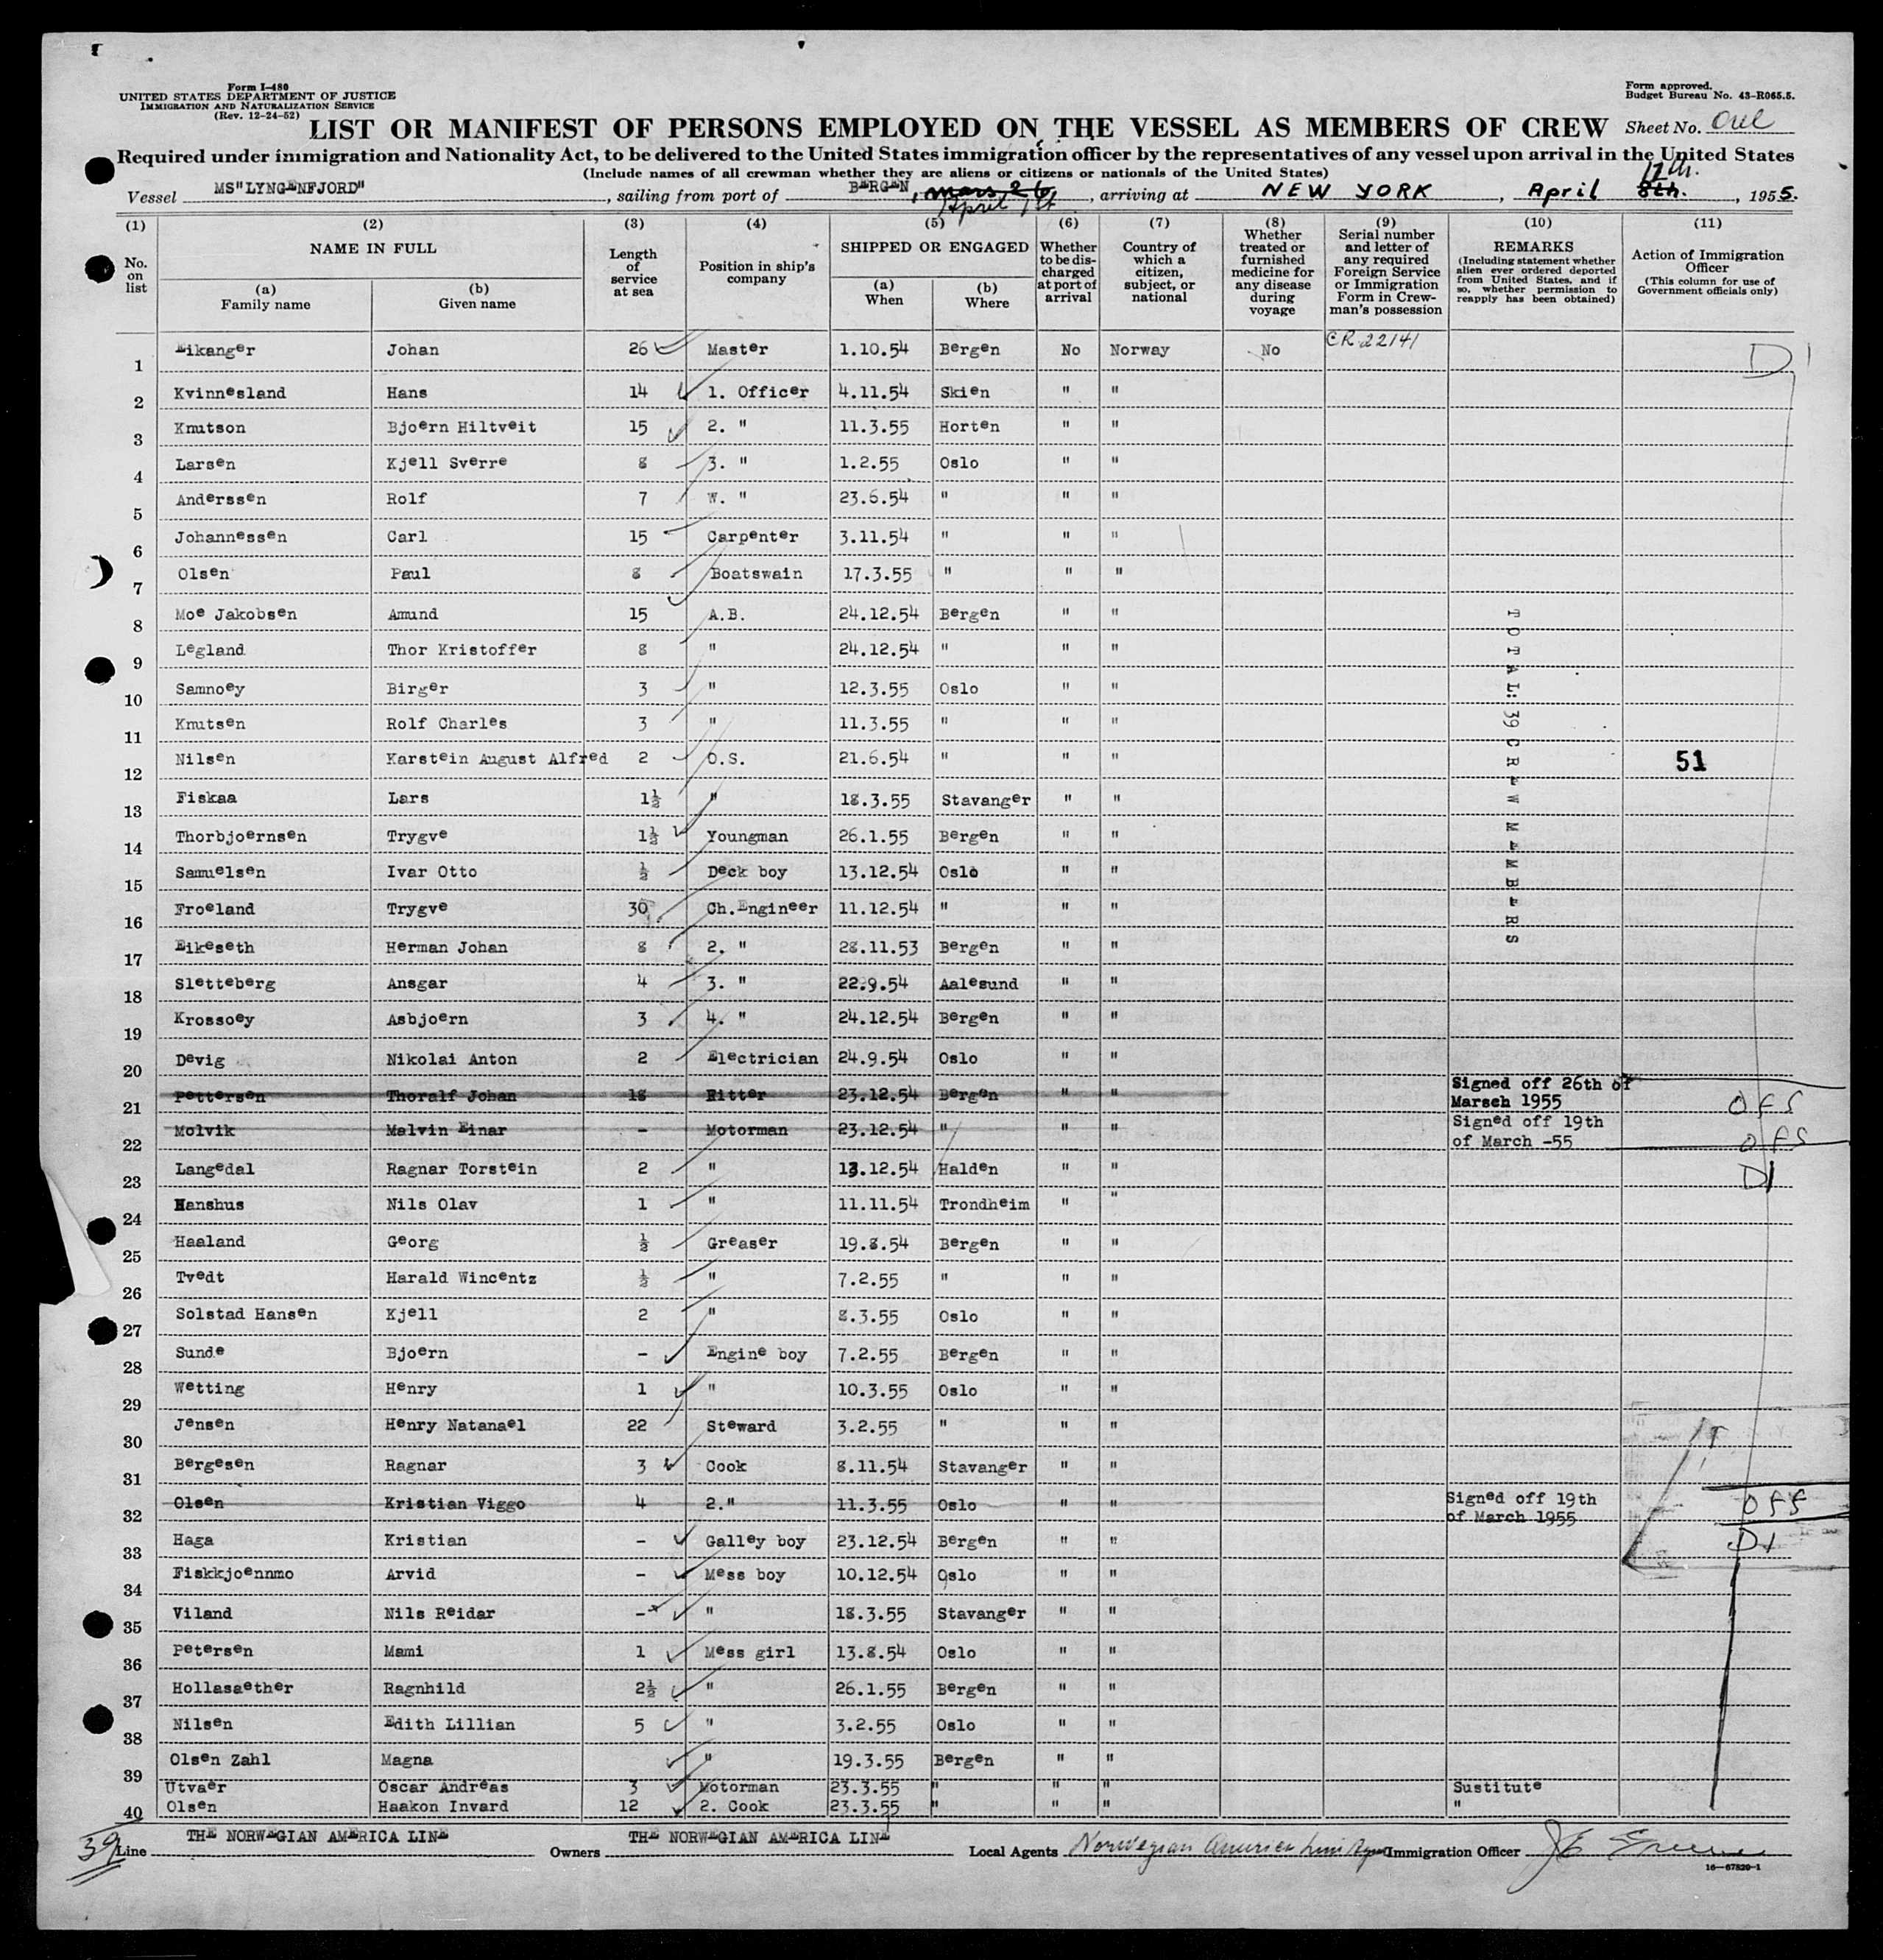 Form I-480
UNITED STATES DEPARTMENT OF JUSTICE
IMMIGRATION AND NATURALIZATION SERVICE
(Rev. 12-24-52)
Form approved.
Budget Bureau No. 43-R065.5.
LIST OR MANIFEST OF PERSONS EMPLOYED ON THE VESSEL AS MEMBERS OF CREW Sheet No. One
Required under immigration and Nationality Act, to be delivered to the United States immigration officer by the representatives of any vessel upon arrival in the United States
(Include names of all crewman whether they are aliens or citizens or nationals of the United States)
Vessel MS"LYNGENFJORD", sailing from port of BERGEN, mars 26, April 1st, arriving at NEW YORK, April 8th. 12th., 1955.
(1) No. on list
(2) NAME IN FULL (a) Family name (b) Given name
(3) Length of service at sea
(4) Position in ship's company
(5) SHIPPED OR ENGAGED (a) When (b) Where
(6) Whether to be discharged at port of arrival
(7) Country of which a citizen, subject, or national
(8) Whether treated or furnished medicine for any disease during voyage
(9) Serial number and letter of any required Foreign Service or Immigration Form in Crewman's possession
(10) REMARKS (Including statement whether alien ever ordered deported from United States, and if so, whether permission to reapply has been obtained)
(11) Action of Immigration Officer (This column for use of Government officials only)
1 Eikanger Johan 26 Master 1.10.54 Bergen No Norway No CR 22141 D1
2 Kvinnesland Hans 14 1. Officer 4.11.54 Skien " "
3 Knutson Bjoern Hiltveit 15 2. " 11.3.55 Horten " "
4 Larsen Kjell Sverre 8 3. " 1.2.55 Oslo " "
5 Anderssen Rolf 7 W. " 23.6.54 " " "
6 Johannessen Carl 15 Carpenter 3.11.54 " " "
7 Olsen Paul 8 Boatswain 17.3.55 " " "
8 Moe Jakobsen Amund 15 A.B. 24.12.54 Bergen " "
9 Legland Thor Kristoffer 8 " 24.12.54 " " "
10 Samnoey Birger 3 " 12.3.55 Oslo " "
11 Knutsen Rolf Charles 3 " 11.3.55 " " "
12 Nilsen Karstein August Alfred 2 O.S. 21.6.54 " " " 51
13 Fiskaa Lars 1½ " 18.3.55 Stavanger " "
14 Thorbjoernsen Trygve 1½ Youngman 26.1.55 Bergen " "
15 Samuelsen Ivar Otto ½ Deck boy 13.12.54 Oslo " "
16 Froeland Trygve 30 Ch.Engineer 11.12.54 " " "
17 Eikeseth Herman Johan 8 2. " 28.11.53 Bergen " "
18 Sletteberg Ansgar 4 3. " 22.9.54 Aalesund " "
19 Krossoey Asbjoern 3 4. " 24.12.54 Bergen " "
20 Devig Nikolai Anton 2 Electrician 24.9.54 Oslo " "
21 Pettersen Thoralf Johan 18 Fitter 23.12.54 Bergen " " Signed off 26th of Marsch 1955 Off
22 Molvik Malvin Einar - Motorman 23.12.54 " " " Signed off 19th of March -55 Off
23 Langedal Ragnar Torstein 2 " 13.12.54 Halden " " D1
24 Hanshus Nils Olav 1 " 11.11.54 Trondheim " "
25 Haaland Georg ½ Greaser 19.8.54 Bergen " "
26 Tvedt Harald Wincentz ½ " 7.2.55 " " "
27 Solstad Hansen Kjell 2 " 8.3.55 Oslo " "
28 Sunde Bjoern - Engine boy 7.2.55 Bergen " "
29 Wetting Henry 1 " 10.3.55 Oslo " "
30 Jensen Henry Natanael 22 Steward 3.2.55 " " "
31 Bergesen Ragnar 3 Cook 8.11.54 Stavanger " "
32 Olsen Kristian Viggo 4 2." 11.3.55 Oslo " " Signed off 19th of March 1955 Off
33 Haga Kristian - Galley boy 23.12.54 Bergen " " D1
34 Fiskkjoennmo Arvid - Mess boy 10.12.54 Oslo " "
35 Viland Nils Reidar - " 18.3.55 Stavanger " "
36 Petersen Mami 1 Mess girl 13.8.54 Oslo " "
37 Hollasaether Ragnhild 2½ " 26.1.55 Bergen " "
38 Nilsen Edith Lillian 5 " 3.2.55 Oslo " "
39 Olsen Zahl Magna " 19.3.55 Bergen " "
Utvaer Oscar Andreas 3 Motorman 23.3.55 " " " Sustitute
40 Olsen Haakon Invard 12 2. Cook 23.3.55 " " " "
TOTAL: 39 CREW MEMBERS
39
Line THE NORWEGIAN AMERICA LINE Owners THE NORWEGIAN AMERICA LINE Local Agents Norwegian America Line Immigration Officer
16-67820-1